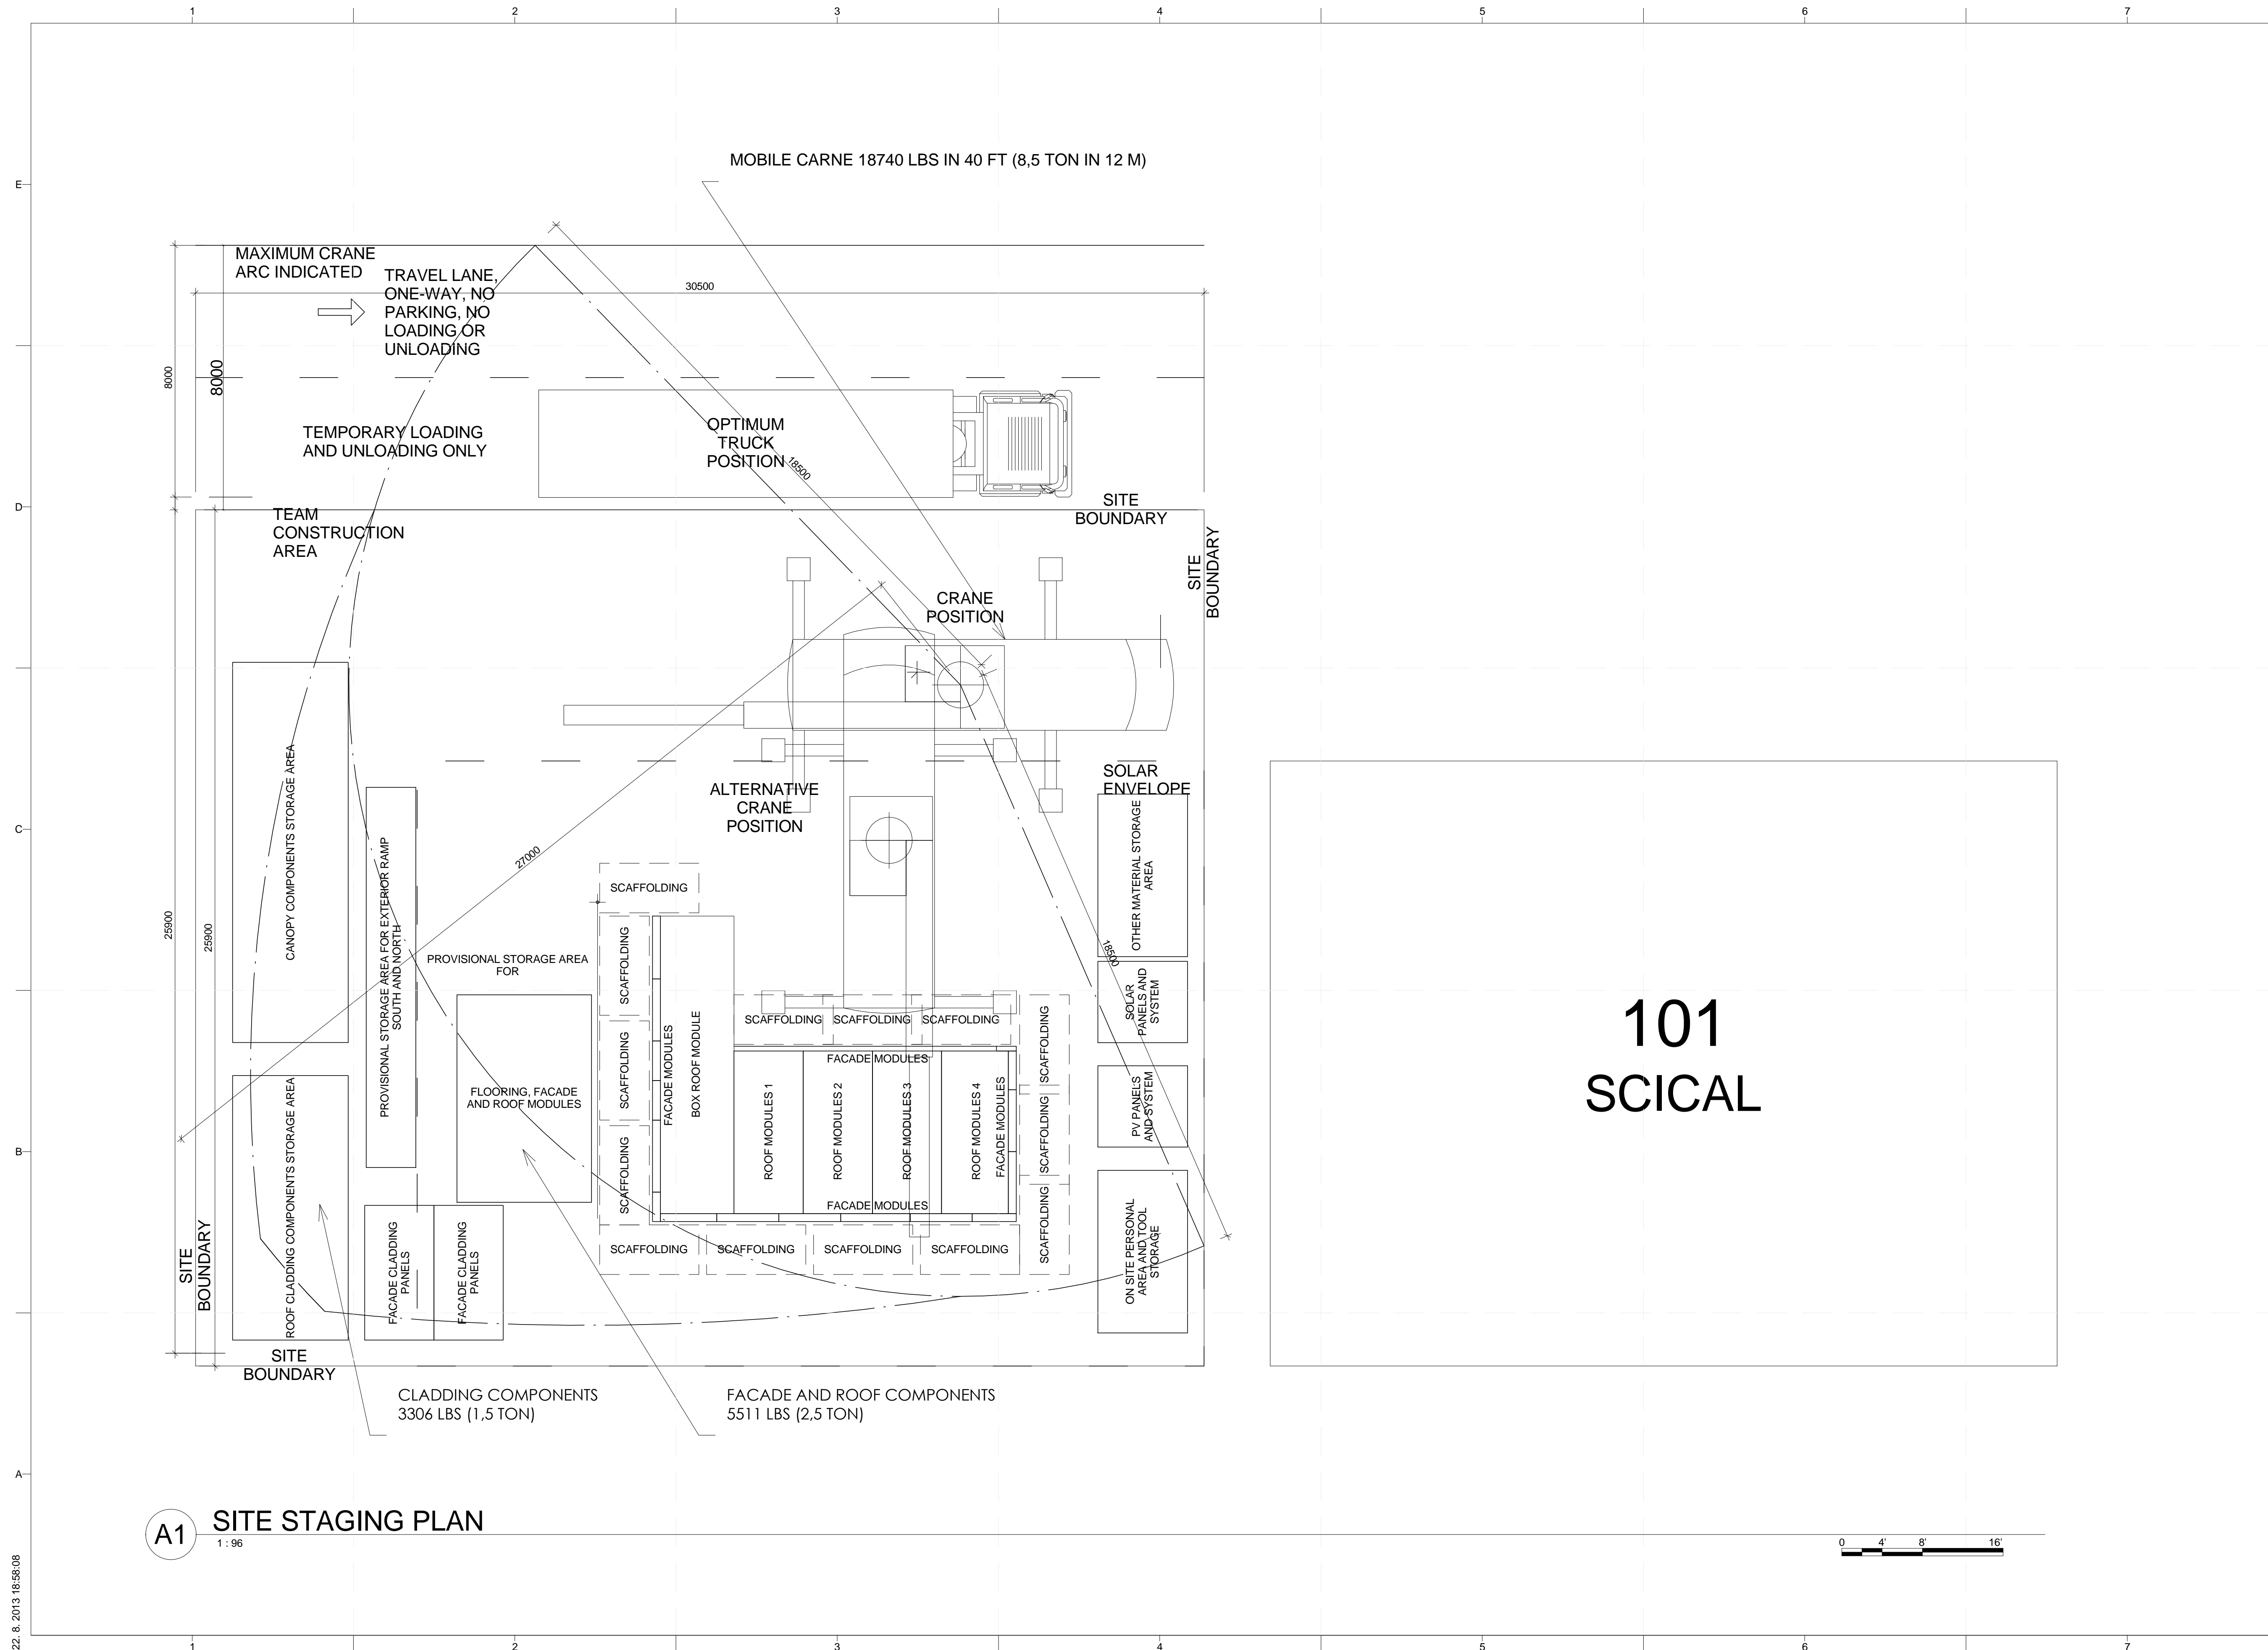 1 2 3 4 5 6 7
E
D
C
B
A
MOBILE CARNE 18740 LBS IN 40 FT (8,5 TON IN 12 M)
MAXIMUM CRANE
ARC INDICATED
TRAVEL LANE,
ONE-WAY, NO
PARKING, NO
LOADING OR
UNLOADING
30500
8000
8000
TEMPORARY LOADING
AND UNLOADING ONLY
OPTIMUM
TRUCK
POSITION
18500
SITE
BOUNDARY
SITE
BOUNDARY
TEAM
CONSTRUCTION
AREA
CRANE
POSITION
ALTERNATIVE
CRANE
POSITION
SOLAR
ENVELOPE
27000
25900
25900
CANOPY COMPONENTS STORAGE AREA
PROVISIONAL STORAGE AREA FOR EXTERIOR RAMP
SOUTH AND NORTH
PROVISIONAL STORAGE AREA
FOR
FLOORING, FACADE
AND ROOF MODULES
SCAFFOLDING
SCAFFOLDING
SCAFFOLDING
SCAFFOLDING
FACADE MODULES
BOX ROOF MODULE
SCAFFOLDING
SCAFFOLDING
SCAFFOLDING
FACADE MODULES
ROOF MODULES 1
ROOF MODULES 2
ROOF MODULES 3
ROOF MODULES 4
FACADE MODULES
FACADE MODULES
SCAFFOLDING
SCAFFOLDING
SCAFFOLDING
SCAFFOLDING
SCAFFOLDING
SCAFFOLDING
SCAFFOLDING
OTHER MATERIAL STORAGE
AREA
18500
SOLAR
PANELS AND
SYSTEM
PV PANELS
AND SYSTEM
ON SITE PERSONAL
AREA AND TOOL
STORAGE
101
SCICAL
ROOF CLADDING COMPONENTS STORAGE AREA
FACADE CLADDING
PANELS
FACADE CLADDING
PANELS
SITE
BOUNDARY
SITE
BOUNDARY
CLADDING COMPONENTS
3306 LBS (1,5 TON)
FACADE AND ROOF COMPONENTS
5511 LBS (2,5 TON)
A1
SITE STAGING PLAN
1 : 96
0 4' 8' 16'
22. 8. 2013 18:58:08
1 2 3 4 5 6 7